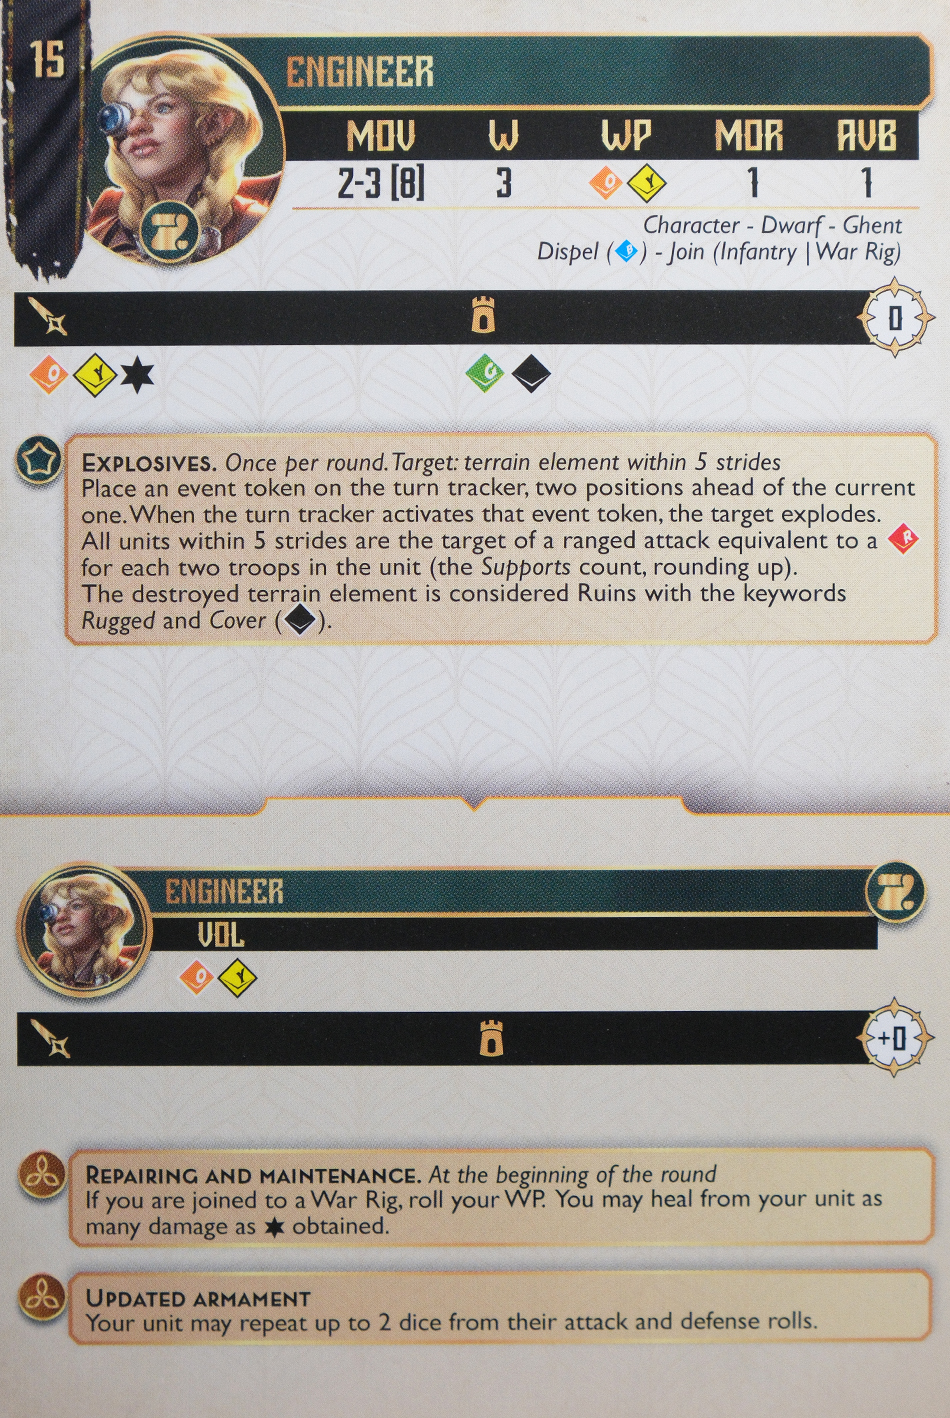 15
ENGINEER
MOV W WP MOR AVB
2-3 [8] 3 O Y 1 1
Character - Dwarf - Ghent
Dispel (B) - Join (Infantry | War Rig)
0
O Y G
EXPLOSIVES. Once per round. Target: terrain element within 5 strides
Place an event token on the turn tracker, two positions ahead of the current
one. When the turn tracker activates that event token, the target explodes.
All units within 5 strides are the target of a ranged attack equivalent to a R
for each two troops in the unit (the Supports count, rounding up).
The destroyed terrain element is considered Ruins with the keywords
Rugged and Cover ( ).
ENGINEER
VOL
O Y
+0
REPAIRING AND MAINTENANCE. At the beginning of the round
If you are joined to a War Rig, roll your WP. You may heal from your unit as
many damage as ✶ obtained.
UPDATED ARMAMENT
Your unit may repeat up to 2 dice from their attack and defense rolls.